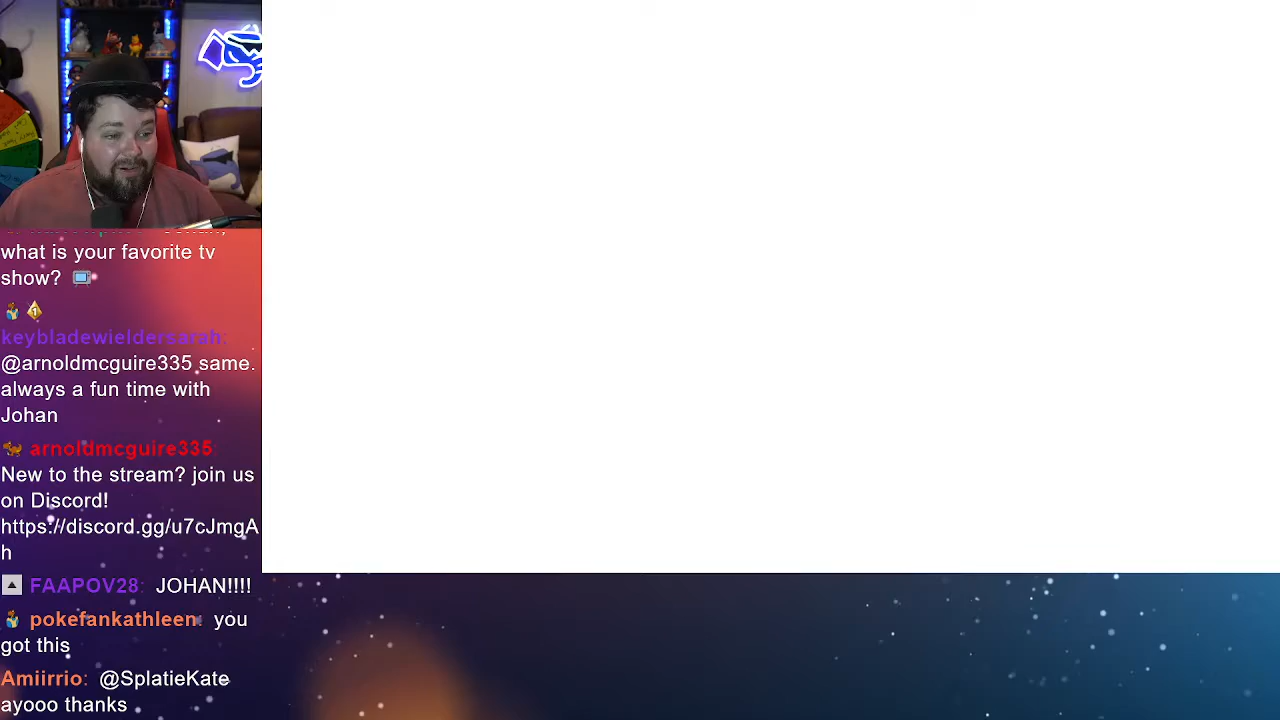 what is your favorite tv
show?
keybladewieldersarah:
@arnoldmcguire335 same.
always a fun time with
Johan
arnoldmcguire335:
New to the stream? join us
on Discord!
https://discord.gg/u7cJmgA
h
FAAPOV28: JOHAN!!!!
pokefankathleen: you
got this
Amiirrio: @SplatieKate
ayooo thanks